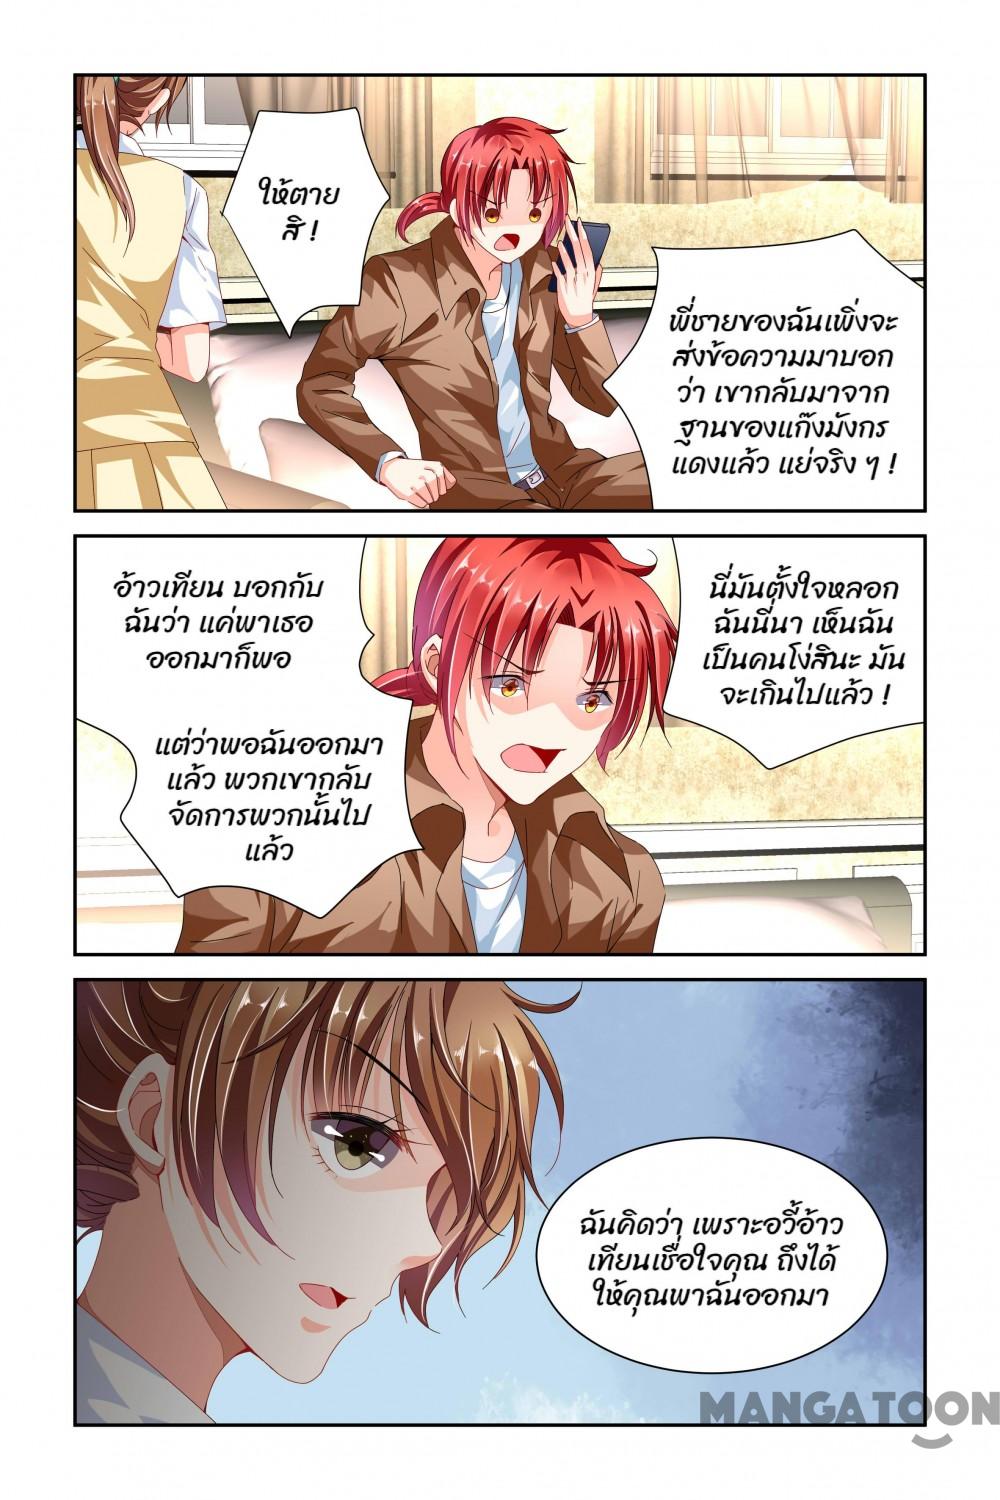 ให้ตาย
สิ !
พี่ชายของฉันเพิ่งจะ
ส่งข้อความมาบอก
ว่า เขากลับมาจาก
ฐานของแก๊งมังกร
แดงแล้ว แย่จริง ๆ !
อ้าวเทียน บอกกับ
ฉันว่า แค่พาเธอ
ออกมาก็พอ
แต่ว่าพอฉันออกมา
แล้ว พวกเขากลับ
จัดการพวกนั้นไป
แล้ว
นี่มันตั้งใจหลอก
ฉันนี่นา เห็นฉัน
เป็นคนโง่สินะ มัน
จะเกินไปแล้ว !
ฉันคิดว่า เพราะอวี้อ้าว
เทียนเชื่อใจคุณ ถึงได้
ให้คุณพาฉันออกมา
MANGATOON